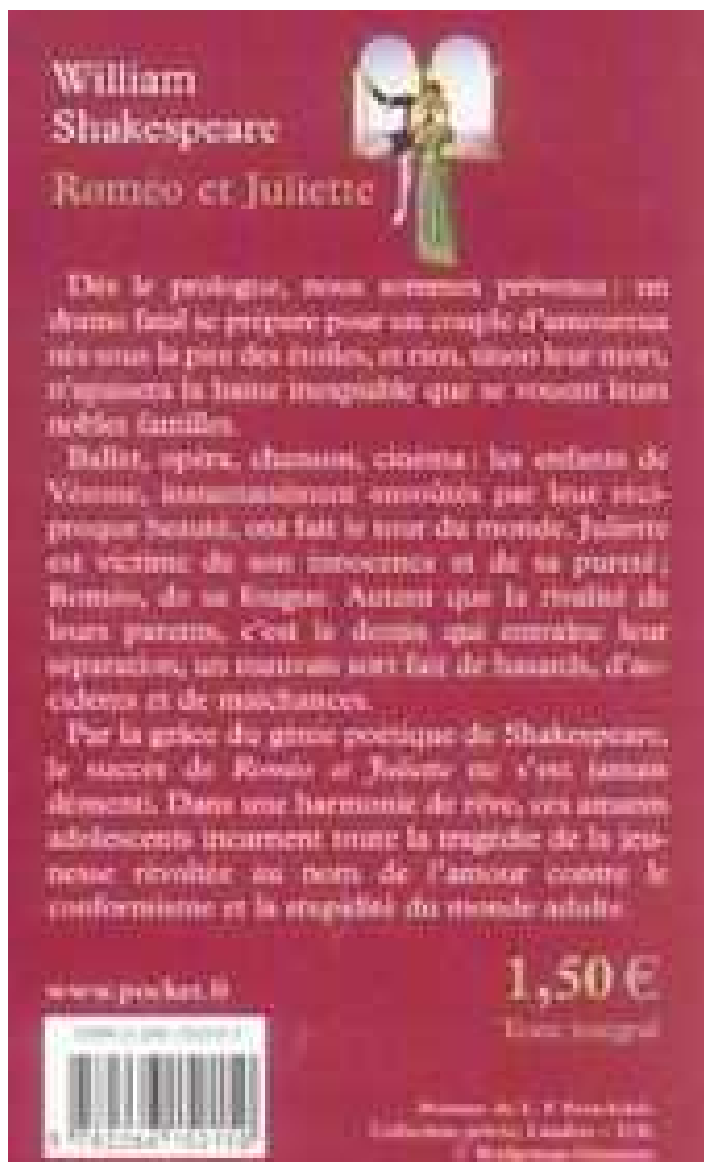 William
Shakespeare
Roméo et Juliette
Dès le prologue, nous sommes prévenus : un
drame fatal se prépare pour un couple d'amoureux
nés sous la pire des étoiles, et rien, sinon leur mort,
n'apaisera la haine inexpiable que se vouent leurs
nobles familles.
Ballet, opéra, chanson, cinéma : les enfants de
Vérone, instantanément envoûtés par leur réci-
proque beauté, ont fait le tour du monde. Juliette
est victime de son innocence et de sa pureté ;
Roméo, de sa fougue. Autant que la rivalité de
leurs parents, c'est le destin qui entraîne leur
séparation, un mauvais sort fait de hasards, d'ac-
cidents et de malchances.
Par la grâce du génie poétique de Shakespeare,
le succès de Roméo et Juliette ne s'est jamais
démenti. Dans une harmonie de rêve, ces amants
adolescents incarnent toute la tragédie de la jeu-
nesse révoltée au nom de l'amour contre le
conformisme et la stupidité du monde adulte.
www.pocket.fr
1,50 €
Texte intégral